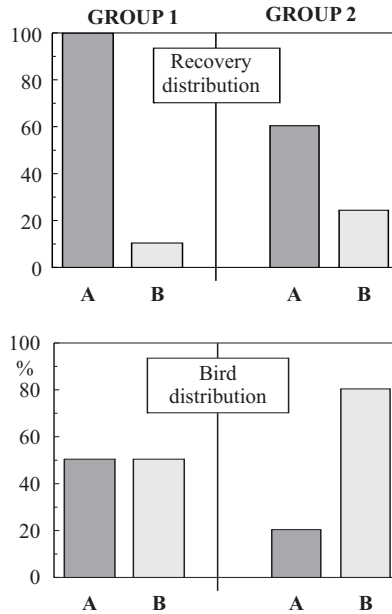 GROUP 1 GROUP 2
100
80
60
40
20
0
Recovery
distribution
A B A B
100
%
80
60
40
20
0
Bird
distribution
A B A B